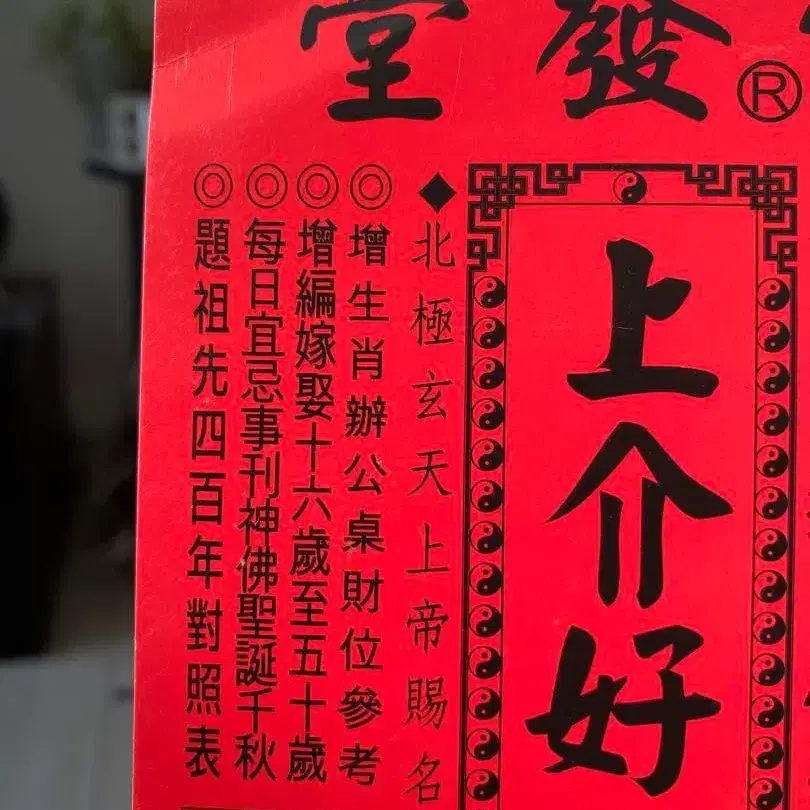 發堂®
上介好
北極玄天上帝賜名
增生肖辦公桌財位參考
增編嫁娶十六歲至五十歲
每日宜忌事刊神佛聖誕千秋
題祖先四百年對照表